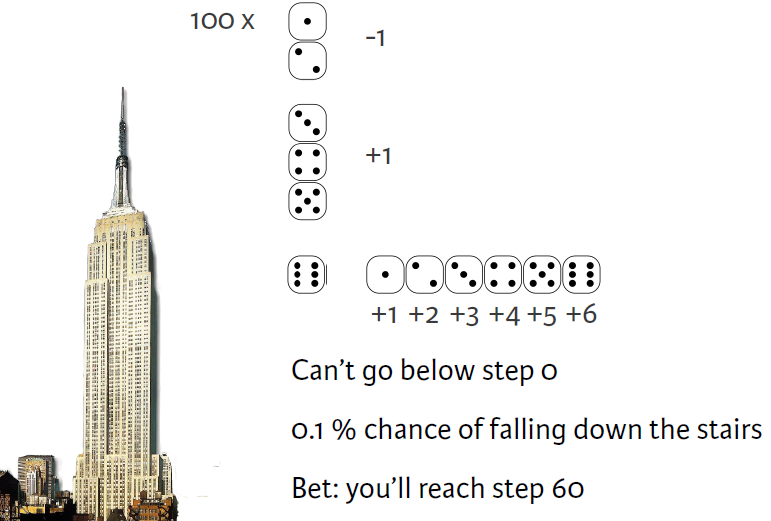 100 x
-1
+1
+1 +2 +3 +4 +5 +6
Can’t go below step 0
0.1 % chance of falling down the stairs
Bet: you’ll reach step 60